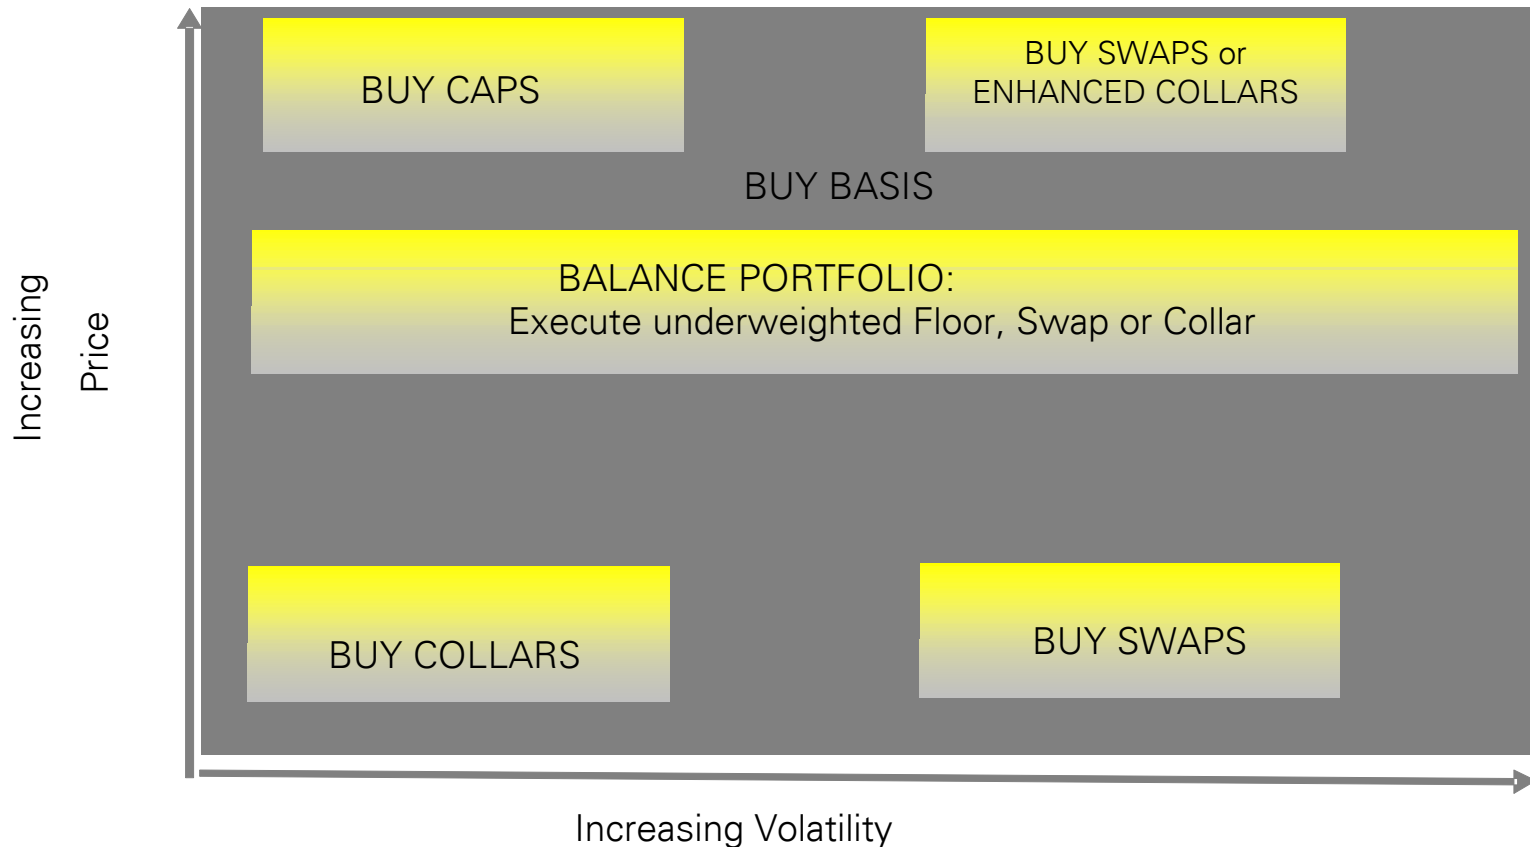 BUY CAPS
BUY SWAPS or
ENHANCED COLLARS
BUY BASIS
BALANCE PORTFOLIO:
Execute underweighted Floor, Swap or Collar
Increasing
Price
BUY COLLARS
BUY SWAPS
Increasing Volatility